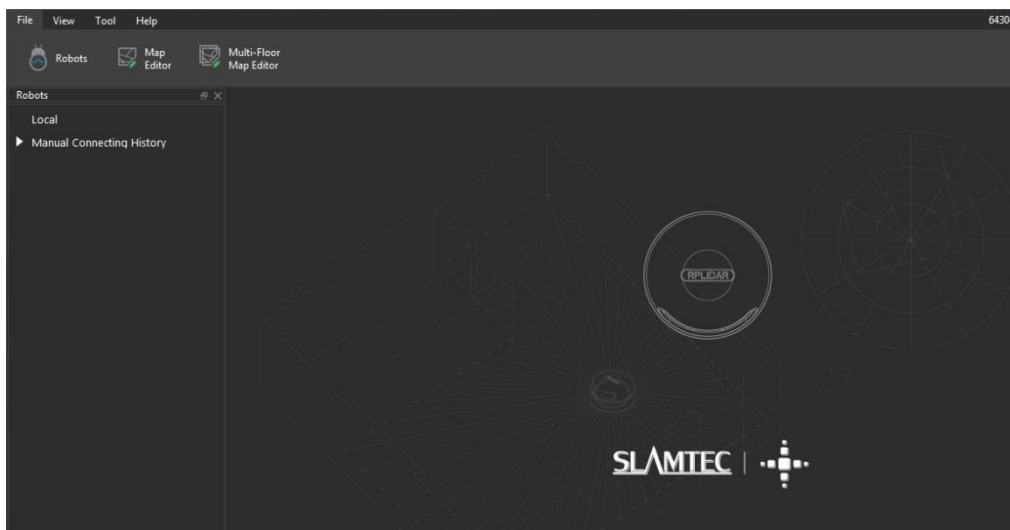 File View Tool Help
6430
Robots
Map
Editor
Multi-Floor
Map Editor
Robots
Local
Manual Connecting History
RPLIDAR
SLAMTEC